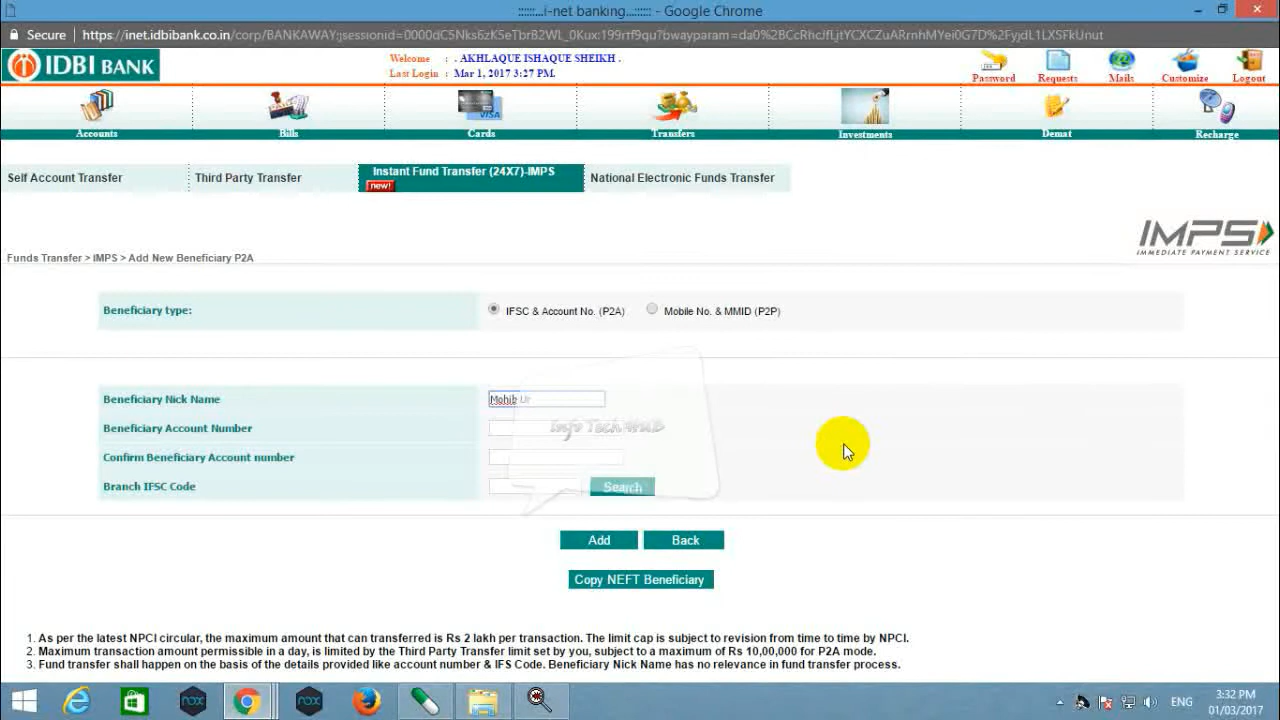 :::::::...i-net banking...:::::: - Google Chrome
Secure https://inet.idbibank.co.in/corp/BANKAWAY;jsessionid=0000dC5Nks6zK5eTbr82WL_0Kux:199rtf9qu?bwayparam=da0%2BCcRhcJfLjtYCXCZuARrnhMYei0G7D%2FyjdL1LXSFkUnut
IDBI BANK
Welcome : . AKHLAQUE ISHAQUE SHEIKH .
Last Login : Mar 1, 2017 3:27 PM.
Password Requests Mails Customize Logout
VISA
Accounts Bills Cards Transfers Investments Demat Recharge
Self Account Transfer Third Party Transfer Instant Fund Transfer (24X7)-IMPS National Electronic Funds Transfer
new!
IMPS
IMMEDIATE PAYMENT SERVICE
Funds Transfer > IMPS > Add New Beneficiary P2A
Beneficiary type: IFSC & Account No. (P2A) Mobile No. & MMID (P2P)
Beneficiary Nick Name Mohib Ur
Beneficiary Account Number
Info Tech Hub
Confirm Beneficiary Account number
Branch IFSC Code Search
Add Back
Copy NEFT Beneficiary
1. As per the latest NPCI circular, the maximum amount that can transferred is Rs 2 lakh per transaction. The limit cap is subject to revision from time to time by NPCI.
2. Maximum transaction amount permissible in a day, is limited by the Third Party Transfer limit set by you, subject to a maximum of Rs 10,00,000 for P2A mode.
3. Fund transfer shall happen on the basis of the details provided like account number & IFS Code. Beneficiary Nick Name has no relevance in fund transfer process.
nox nox ENG 3:32 PM
01/03/2017